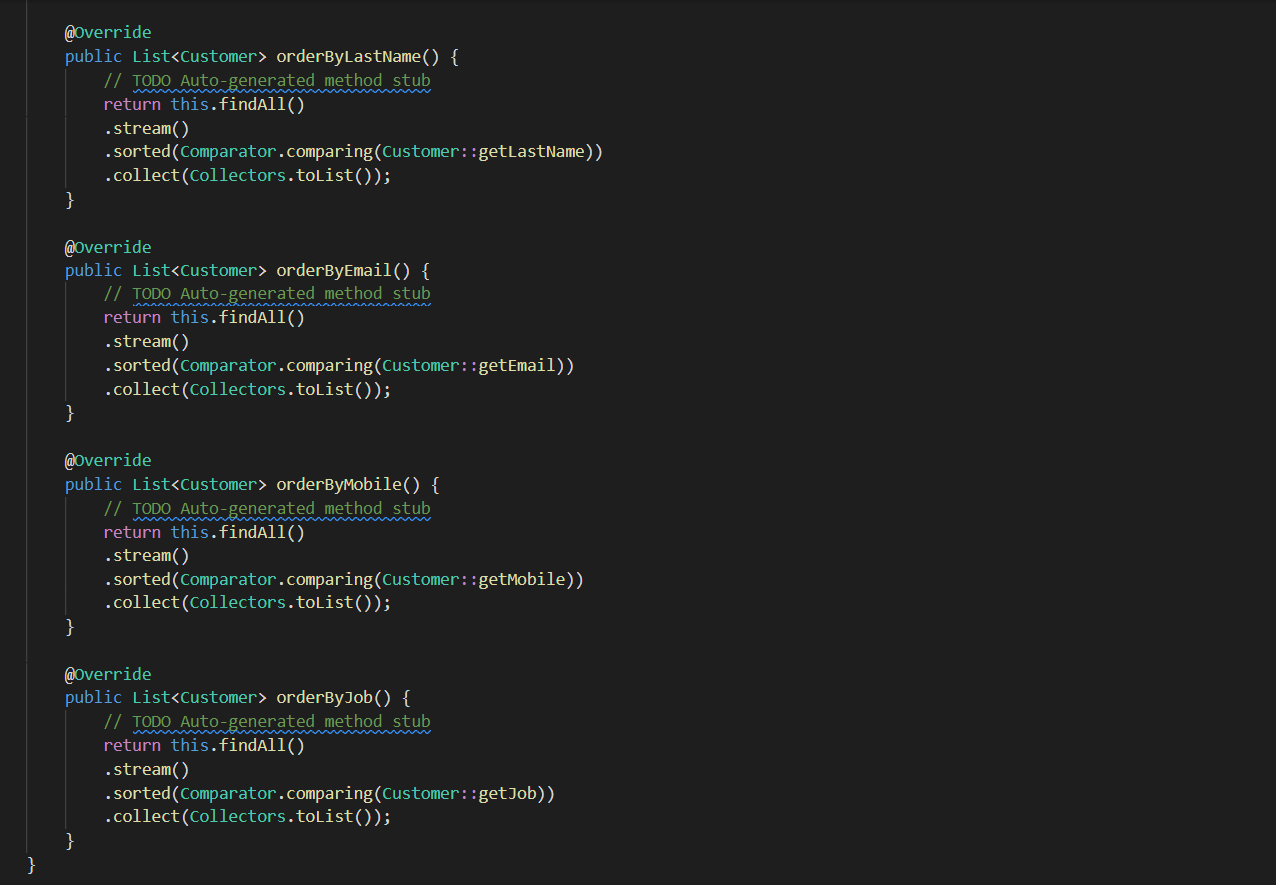 @Override
public List<Customer> orderByLastName() {
// TODO Auto-generated method stub
return this.findAll()
.stream()
.sorted(Comparator.comparing(Customer::getLastName))
.collect(Collectors.toList());
}
@Override
public List<Customer> orderByEmail() {
// TODO Auto-generated method stub
return this.findAll()
.stream()
.sorted(Comparator.comparing(Customer::getEmail))
.collect(Collectors.toList());
}
@Override
public List<Customer> orderByMobile() {
// TODO Auto-generated method stub
return this.findAll()
.stream()
.sorted(Comparator.comparing(Customer::getMobile))
.collect(Collectors.toList());
}
@Override
public List<Customer> orderByJob() {
// TODO Auto-generated method stub
return this.findAll()
.stream()
.sorted(Comparator.comparing(Customer::getJob))
.collect(Collectors.toList());
}
}